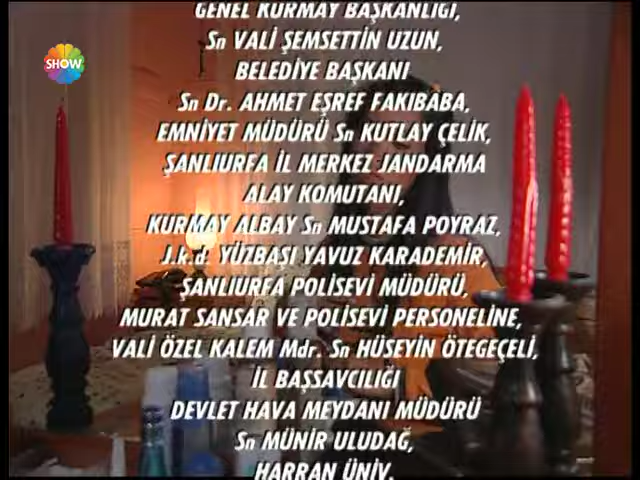 GENEL KURMAY BAŞKANLIĞI,
Sn VALİ ŞEMSETTİN UZUN,
SHOW
BELEDİYE BAŞKANI
Sn Dr. AHMET EŞREF FAKIBABA,
EMNİYET MÜDÜRÜ Sn KUTLAY ÇELİK,
ŞANLIURFA İL MERKEZ JANDARMA
ALAY KOMUTANI,
KURMAY ALBAY Sn MUSTAFA POYRAZ,
J.k.d. YÜZBAŞI YAVUZ KARADEMİR,
ŞANLIURFA POLİSEVİ MÜDÜRÜ,
MURAT SANSAR VE POLİSEVİ PERSONELİNE,
VALİ ÖZEL KALEM Mdr. Sn HÜSEYİN ÖTEGEÇELİ,
İL BAŞSAVCILIĞI
DEVLET HAVA MEYDANI MÜDÜRÜ
Sn MÜNİR ULUDAĞ,
HARRAN ÜNİV.